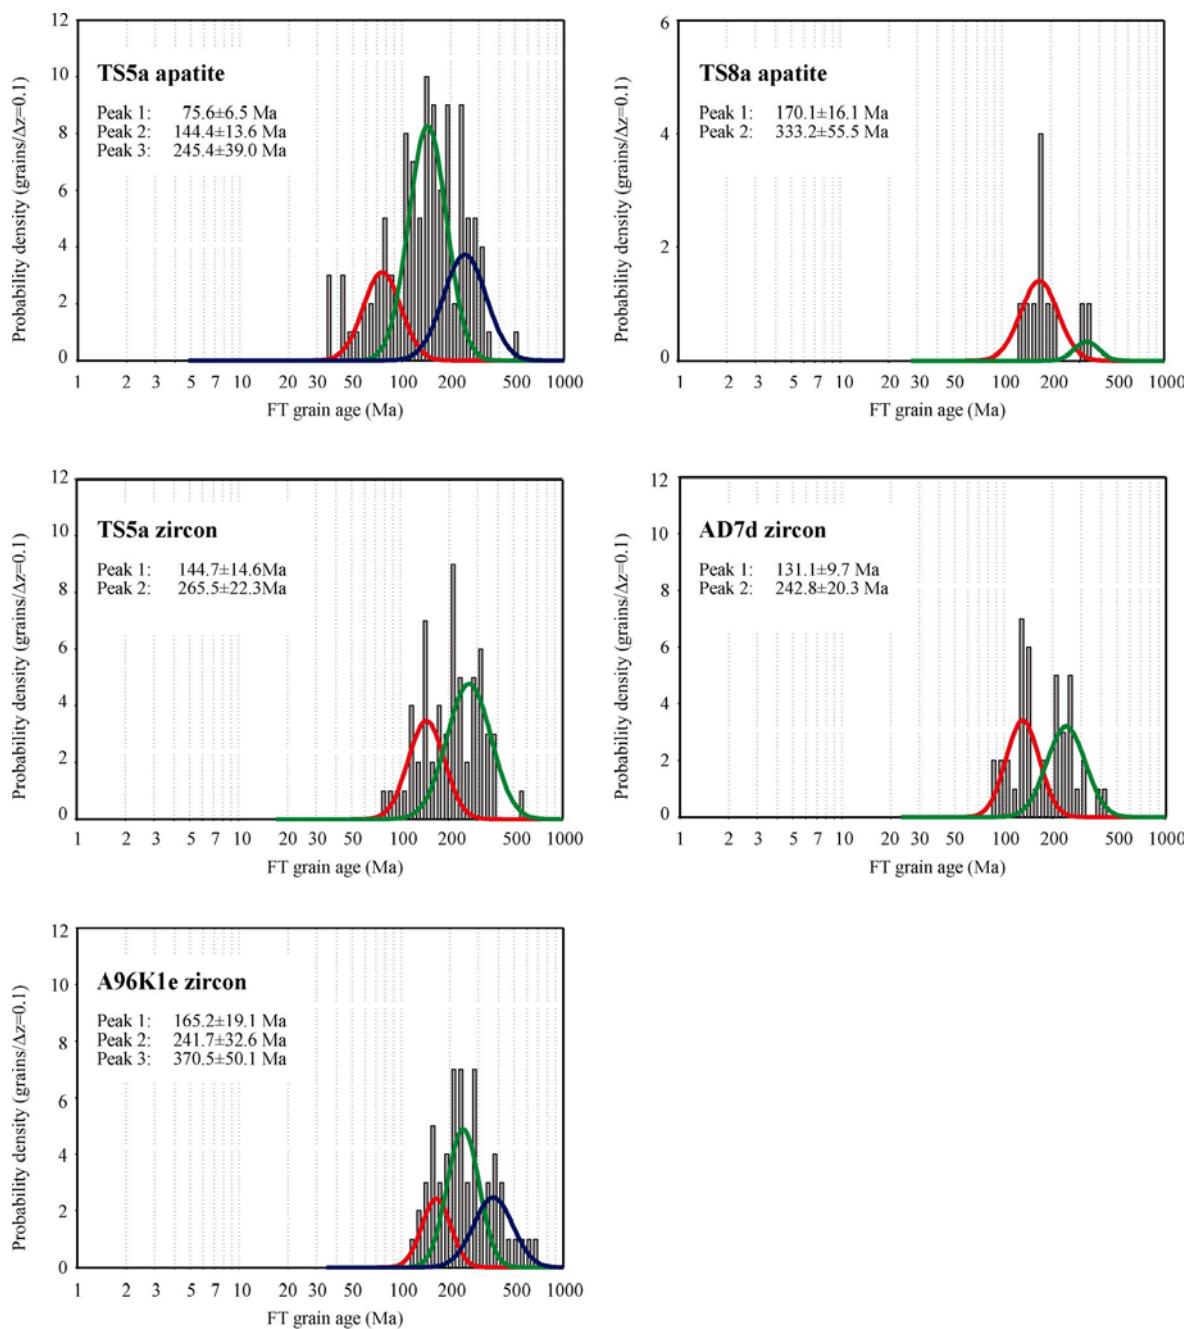 TS5a apatite
Peak 1: 75.6±6.5 Ma
Peak 2: 144.4±13.6 Ma
Peak 3: 245.4±39.0 Ma
Probability density (grains/Δz=0.1)
12
10
8
6
4
2
0
1 2 3 5 7 10 20 30 50 100 200 500 1000
FT grain age (Ma)
TS8a apatite
Peak 1: 170.1±16.1 Ma
Peak 2: 333.2±55.5 Ma
Probability density (grains/Δz=0.1)
6
4
2
0
1 2 3 5 7 10 20 30 50 100 200 500 1000
FT grain age (Ma)
TS5a zircon
Peak 1: 144.7±14.6Ma
Peak 2: 265.5±22.3Ma
Probability density (grains/Δz=0.1)
12
10
8
6
4
2
0
1 2 3 5 7 10 20 30 50 100 200 500 1000
FT grain age (Ma)
AD7d zircon
Peak 1: 131.1±9.7 Ma
Peak 2: 242.8±20.3 Ma
Probability density (grains/Δz=0.1)
12
10
8
6
4
2
0
1 2 3 5 7 10 20 30 50 100 200 500 1000
FT grain age (Ma)
A96K1e zircon
Peak 1: 165.2±19.1 Ma
Peak 2: 241.7±32.6 Ma
Peak 3: 370.5±50.1 Ma
Probability density (grains/Δz=0.1)
12
10
8
6
4
2
0
1 2 3 5 7 10 20 30 50 100 200 500 1000
FT grain age (Ma)